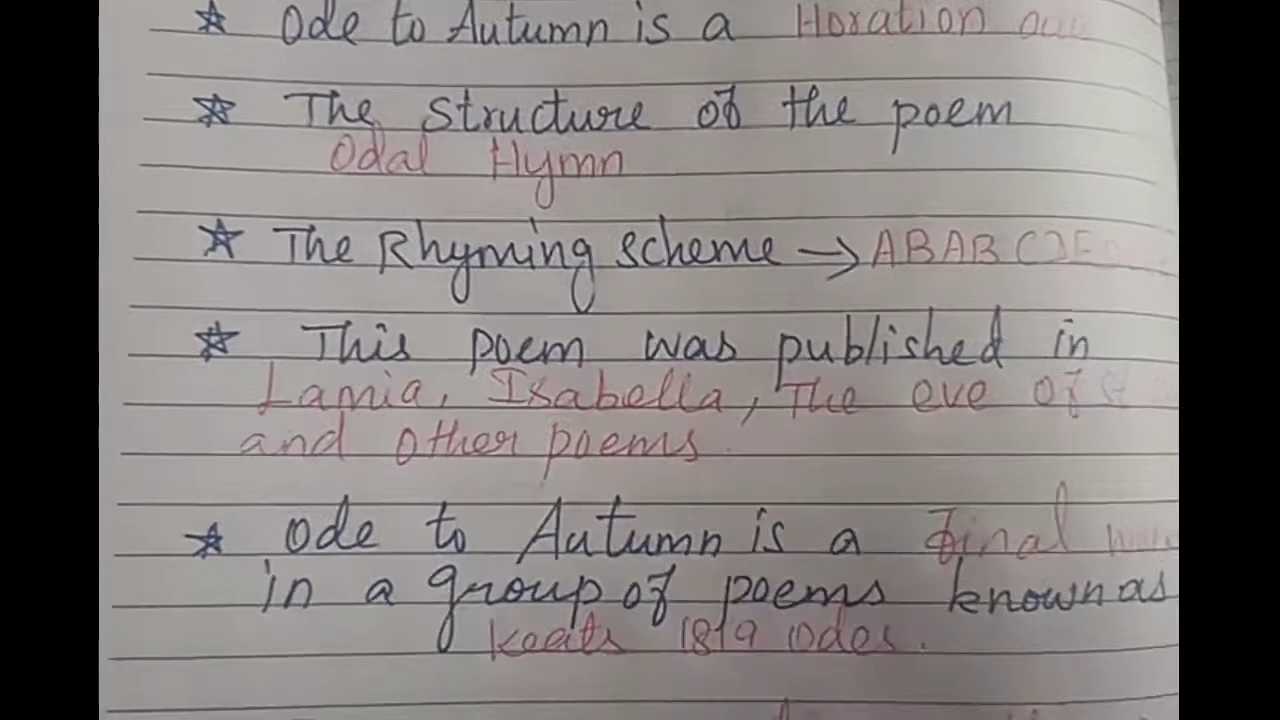 ☆ Ode to Autumn is a Horation
☆ The structure of the poem
Odal Hymn
☆ The Rhyming scheme → ABAB CDE
☆ This poem was published in
Lamia, Isabella, The eve of
and other poems.
☆ Ode to Autumn is a final
in a group of poems known as
Keats 1819 Odes.